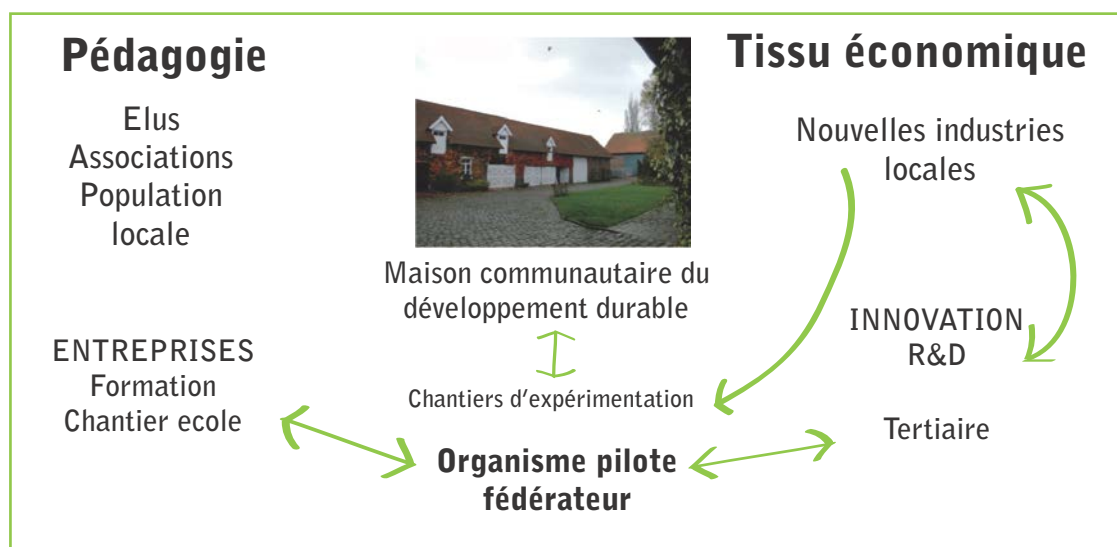 Pédagogie
Elus
Associations
Population
locale
ENTREPRISES
Formation
Chantier ecole
Maison communautaire du
développement durable
Chantiers d'expérimentation
Organisme pilote
fédérateur
Tissu économique
Nouvelles industries
locales
INNOVATION
R&D
Tertiaire